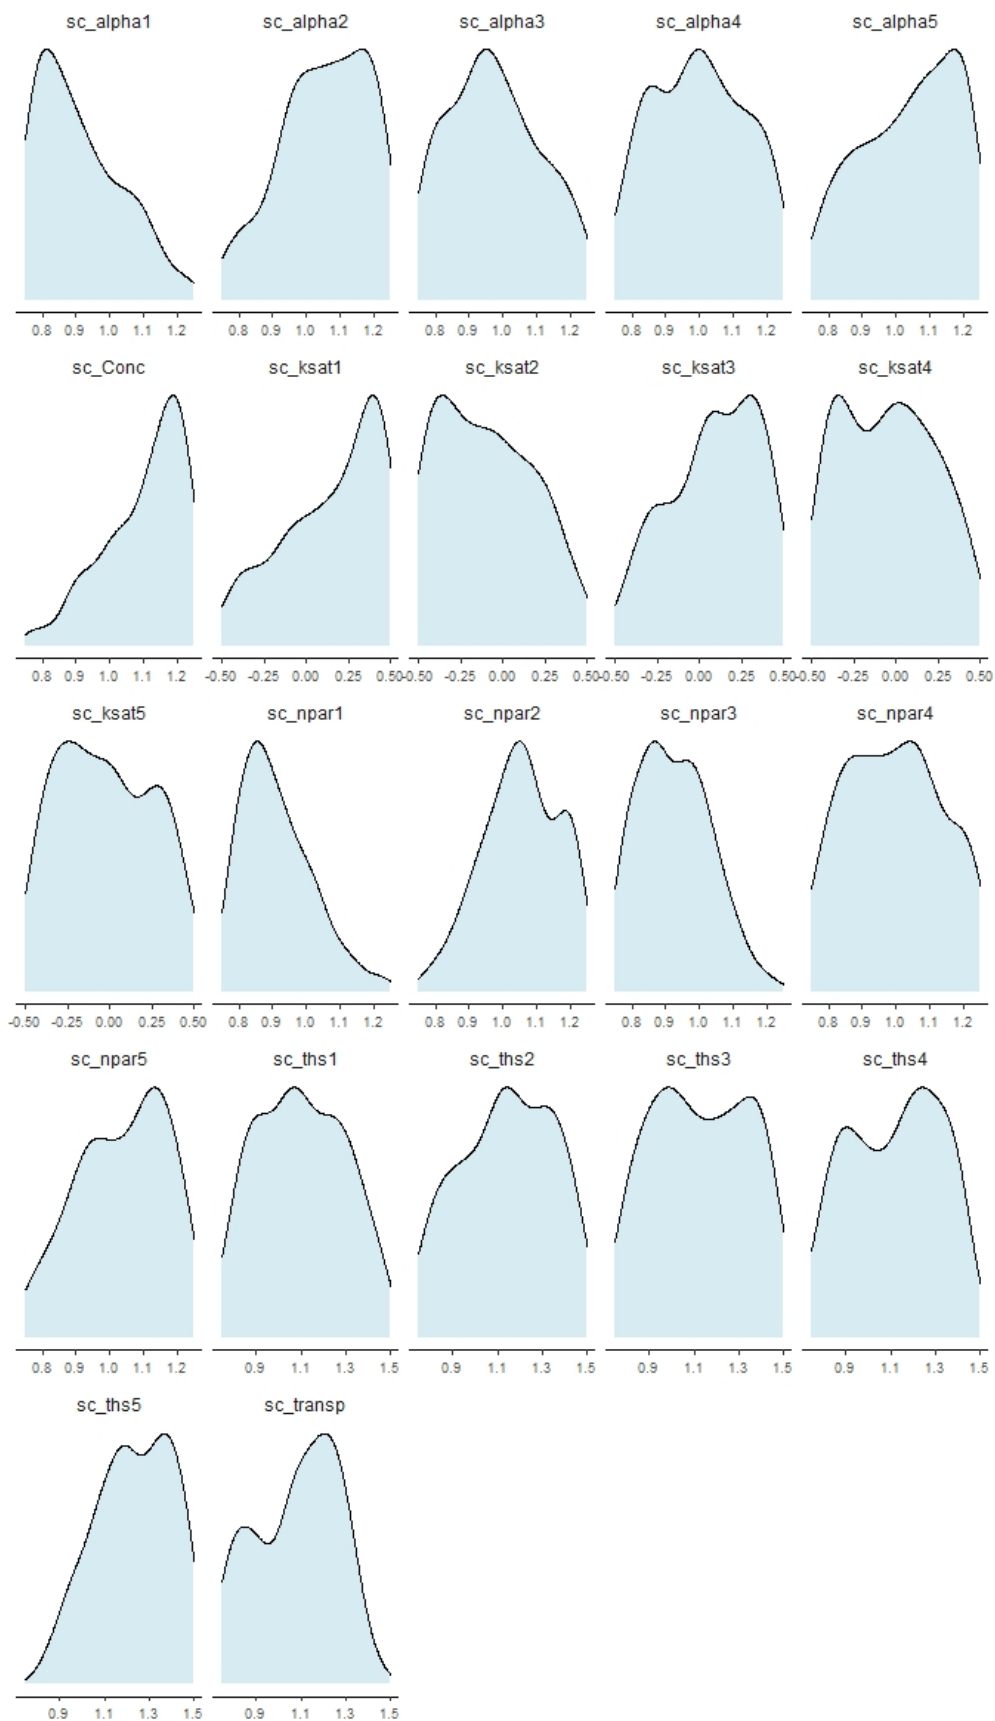 sc_alpha1 sc_alpha2 sc_alpha3 sc_alpha4 sc_alpha5
0.8 0.9 1.0 1.1 1.2 0.8 0.9 1.0 1.1 1.2 0.8 0.9 1.0 1.1 1.2 0.8 0.9 1.0 1.1 1.2 0.8 0.9 1.0 1.1 1.2
sc_Conc sc_ksat1 sc_ksat2 sc_ksat3 sc_ksat4
0.8 0.9 1.0 1.1 1.2 -0.50 -0.25 0.00 0.25 0.50 -0.50 -0.25 0.00 0.25 0.50 -0.50 -0.25 0.00 0.25 0.50 -0.50 -0.25 0.00 0.25 0.50
sc_ksat5 sc_npar1 sc_npar2 sc_npar3 sc_npar4
-0.50 -0.25 0.00 0.25 0.50 0.8 0.9 1.0 1.1 1.2 0.8 0.9 1.0 1.1 1.2 0.8 0.9 1.0 1.1 1.2 0.8 0.9 1.0 1.1 1.2
sc_npar5 sc_ths1 sc_ths2 sc_ths3 sc_ths4
0.8 0.9 1.0 1.1 1.2 0.9 1.1 1.3 1.5 0.9 1.1 1.3 1.5 0.9 1.1 1.3 1.5 0.9 1.1 1.3 1.5
sc_ths5 sc_transp
0.9 1.1 1.3 1.5 0.9 1.1 1.3 1.5